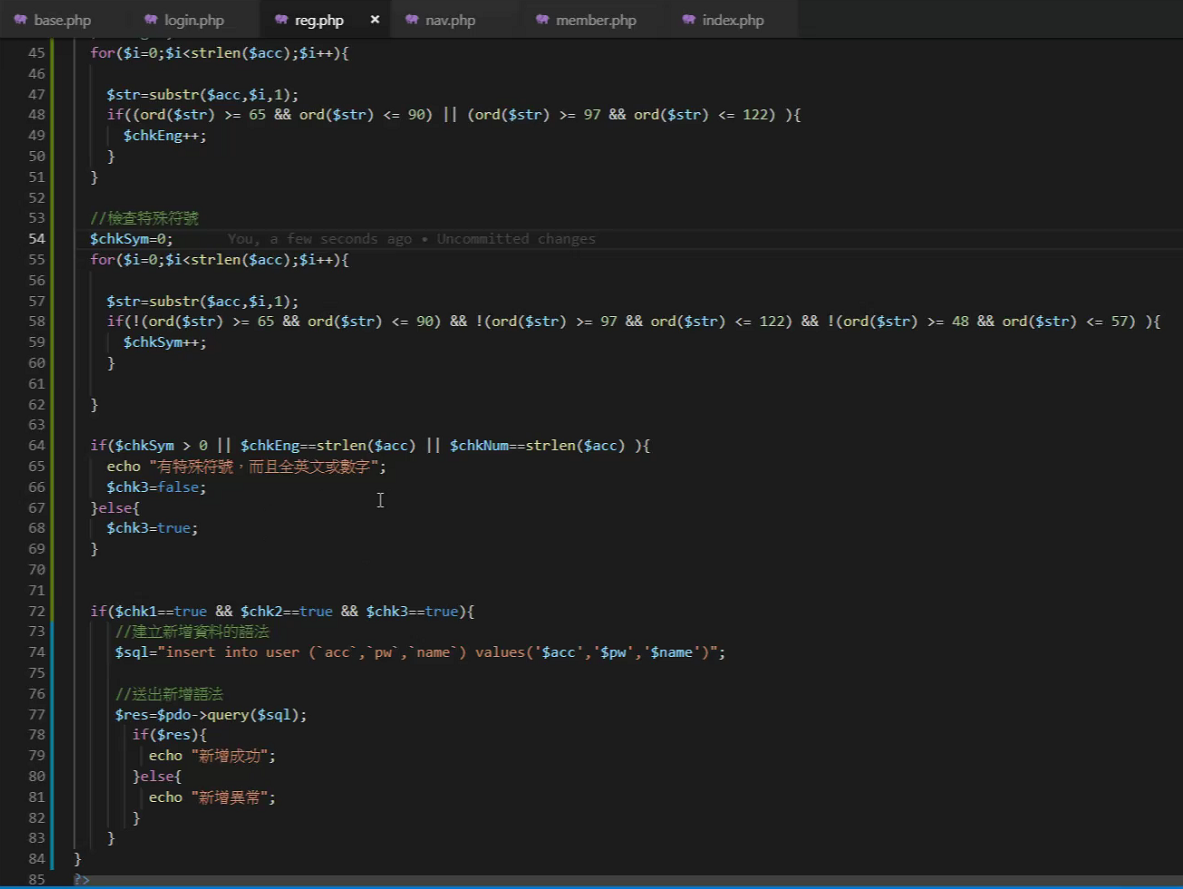 base.php login.php reg.php × nav.php member.php index.php
45 for($i=0;$i<strlen($acc);$i++){
46
47 $str=substr($acc,$i,1);
48 if((ord($str) >= 65 && ord($str) <= 90) || (ord($str) >= 97 && ord($str) <= 122) ){
49 $chkEng++;
50 }
51 }
52
53 //檢查特殊符號
54 $chkSym=0; You, a few seconds ago • Uncommitted changes
55 for($i=0;$i<strlen($acc);$i++){
56
57 $str=substr($acc,$i,1);
58 if(!(ord($str) >= 65 && ord($str) <= 90) && !(ord($str) >= 97 && ord($str) <= 122) && !(ord($str) >= 48 && ord($str) <= 57) ){
59 $chkSym++;
60 }
61
62 }
63
64 if($chkSym > 0 || $chkEng==strlen($acc) || $chkNum==strlen($acc) ){
65 echo "有特殊符號，而且全英文或數字";
66 $chk3=false;
67 }else{
68 $chk3=true;
69 }
70
71
72 if($chk1==true && $chk2==true && $chk3==true){
73 //建立新增資料的語法
74 $sql="insert into user (`acc`,`pw`,`name`) values('$acc','$pw','$name')";
75
76 //送出新增語法
77 $res=$pdo->query($sql);
78 if($res){
79 echo "新增成功";
80 }else{
81 echo "新增異常";
82 }
83 }
84 }
85 ?>